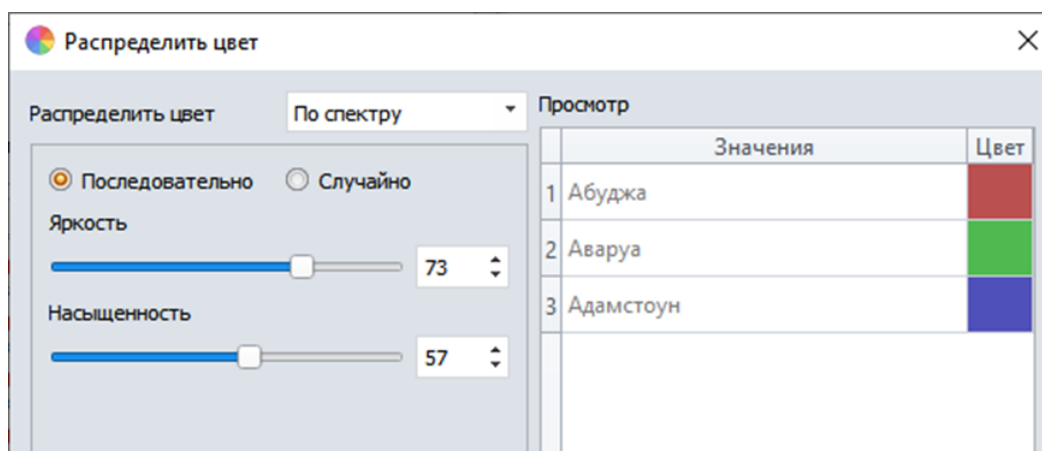 Распределить цвет
Распределить цвет По спектру
Последовательно Случайно
Яркость
73
Насыщенность
57
Просмотр
Значения Цвет
1 Абуджа
2 Аваруа
3 Адамстоун